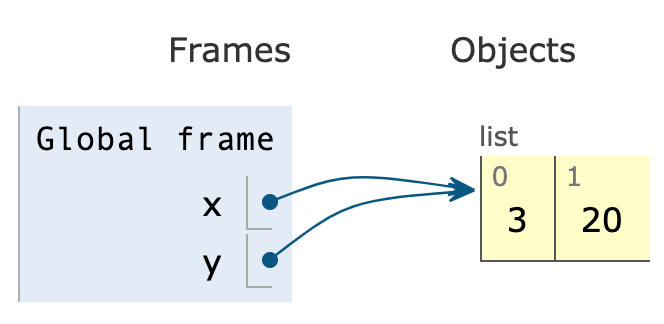 Frames
Objects
Global frame
list
0 1
x
3 20
y